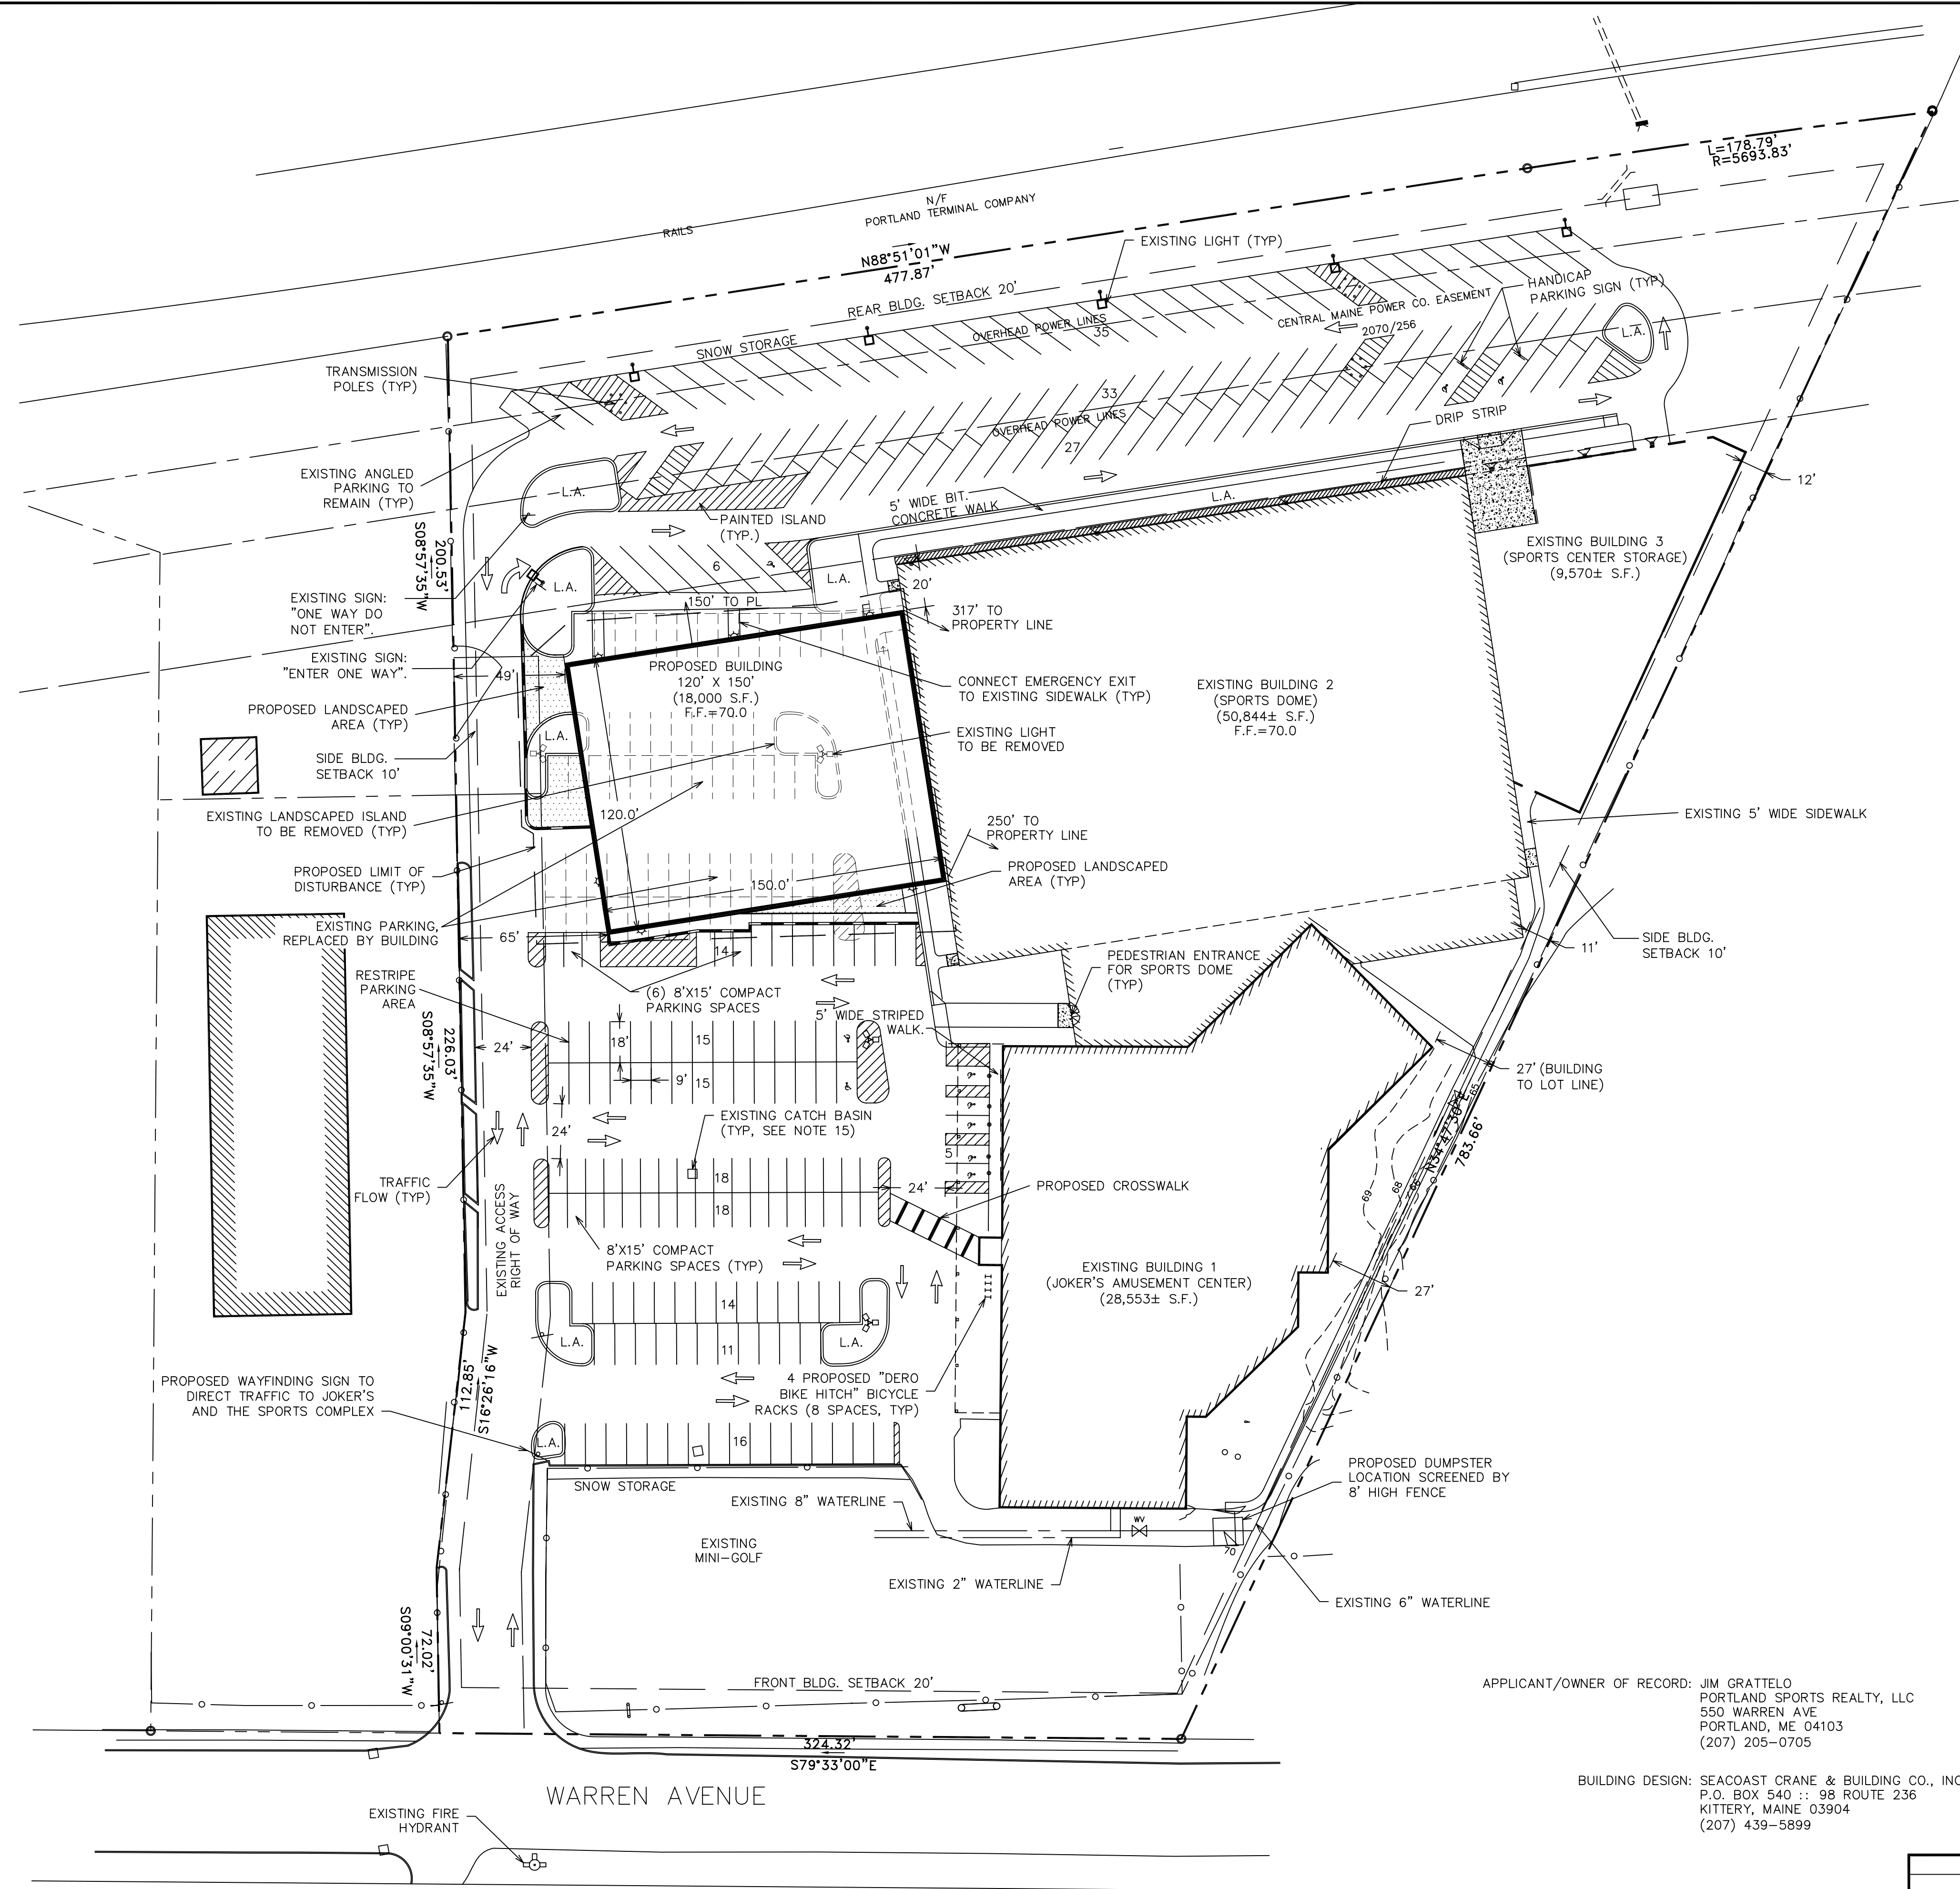 L=178.79'
R=5693.83'
N/F
PORTLAND TERMINAL COMPANY
RAILS
N88°51'01"W
477.87'
EXISTING LIGHT (TYP)
REAR BLDG. SETBACK 20'
HANDICAP
PARKING SIGN (TYP)
CENTRAL MAINE POWER CO. EASEMENT
2070/256
OVERHEAD POWER LINES
35
SNOW STORAGE
L.A.
TRANSMISSION
POLES (TYP)
33
OVERHEAD POWER LINES
27
DRIP STRIP
EXISTING ANGLED
PARKING TO
REMAIN (TYP)
L.A.
12'
L.A.
5' WIDE BIT.
CONCRETE WALK
PAINTED ISLAND
(TYP.)
200.53'
S08°57'35"W
EXISTING BUILDING 3
(SPORTS CENTER STORAGE)
(9,570± S.F.)
6
L.A.
L.A.
20'
EXISTING SIGN:
"ONE WAY DO
NOT ENTER".
150' TO PL
317' TO
PROPERTY LINE
EXISTING SIGN:
"ENTER ONE WAY".
49'
PROPOSED BUILDING
120' X 150'
(18,000 S.F.)
F.F.=70.0
CONNECT EMERGENCY EXIT
TO EXISTING SIDEWALK (TYP)
EXISTING BUILDING 2
(SPORTS DOME)
(50,844± S.F.)
F.F.=70.0
PROPOSED LANDSCAPED
AREA (TYP)
L.A.
EXISTING LIGHT
TO BE REMOVED
SIDE BLDG.
SETBACK 10'
EXISTING LANDSCAPED ISLAND
TO BE REMOVED (TYP)
120.0'
250' TO
PROPERTY LINE
EXISTING 5' WIDE SIDEWALK
PROPOSED LIMIT OF
DISTURBANCE (TYP)
150.0'
PROPOSED LANDSCAPED
AREA (TYP)
EXISTING PARKING,
REPLACED BY BUILDING
65'
14
SIDE BLDG.
SETBACK 10'
11'
PEDESTRIAN ENTRANCE
FOR SPORTS DOME
(TYP)
RESTRIPE
PARKING
AREA
(6) 8'X15' COMPACT
PARKING SPACES
5' WIDE STRIPED
WALK.
226.03'
S08°57'35"W
24'
18'
15
9'
15
27' (BUILDING
TO LOT LINE)
65
EXISTING CATCH BASIN
(TYP, SEE NOTE 15)
24'
N34°47'30"E
783.66'
5
TRAFFIC
FLOW (TYP)
18
18
24'
PROPOSED CROSSWALK
69
68
66
EXISTING ACCESS
RIGHT OF WAY
8'X15' COMPACT
PARKING SPACES (TYP)
EXISTING BUILDING 1
(JOKER'S AMUSEMENT CENTER)
(28,553± S.F.)
27'
14
L.A.
11
L.A.
112.85'
S16°26'16"W
PROPOSED WAYFINDING SIGN TO
DIRECT TRAFFIC TO JOKER'S
AND THE SPORTS COMPLEX
4 PROPOSED "DERO
BIKE HITCH" BICYCLE
RACKS (8 SPACES, TYP)
L.A.
16
SNOW STORAGE
PROPOSED DUMPSTER
LOCATION SCREENED BY
8' HIGH FENCE
EXISTING 8" WATERLINE
WV
70
EXISTING
MINI-GOLF
EXISTING 2" WATERLINE
EXISTING 6" WATERLINE
72.02'
S09°00'31"W
FRONT BLDG. SETBACK 20'
324.32'
S79°33'00"E
WARREN AVENUE
EXISTING FIRE
HYDRANT
APPLICANT/OWNER OF RECORD: JIM GRATTELO
PORTLAND SPORTS REALTY, LLC
550 WARREN AVE
PORTLAND, ME 04103
(207) 205-0705
BUILDING DESIGN: SEACOAST CRANE & BUILDING CO., INC
P.O. BOX 540 :: 98 ROUTE 236
KITTERY, MAINE 03904
(207) 439-5899